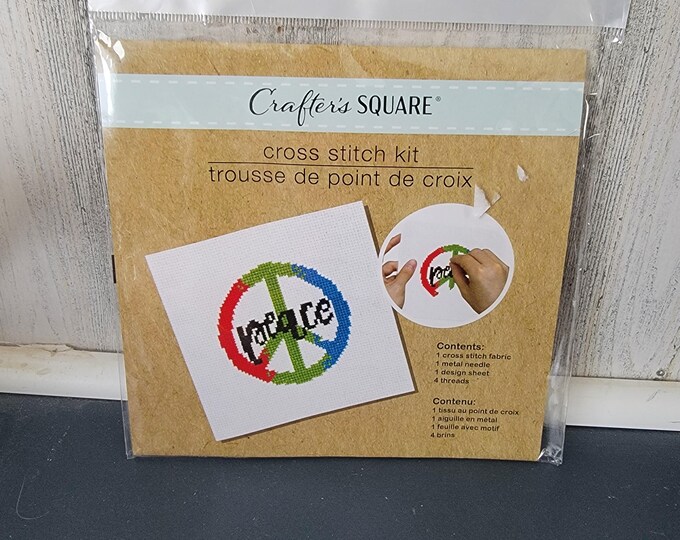 Crafter's SQUARE®
cross stitch kit
trousse de point de croix
peace
Contents:
1 cross stitch fabric
1 metal needle
1 design sheet
4 threads
Contenu:
1 tissu au point de croix
1 aiguille en métal
1 feuille avec motif
4 brins